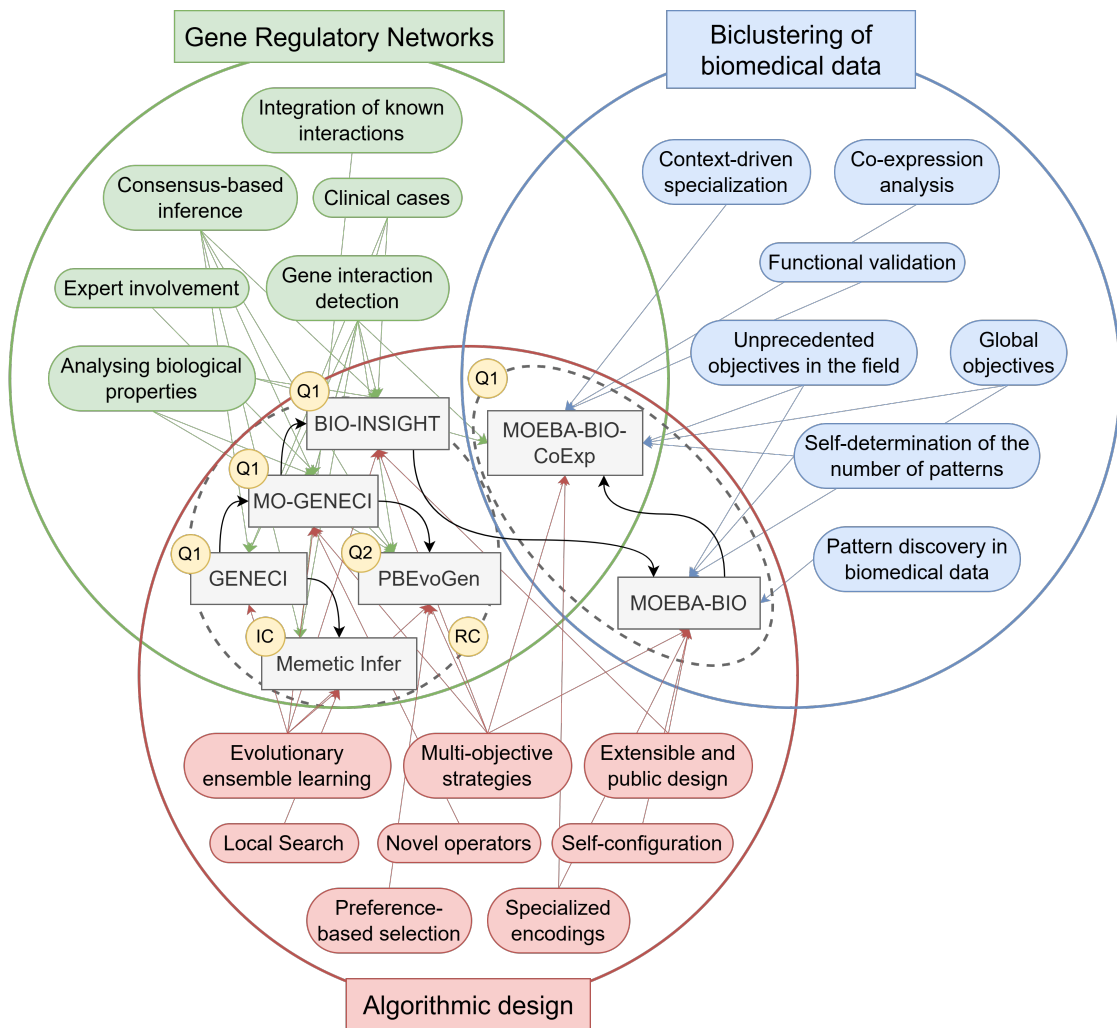 Gene Regulatory Networks
Biclustering of
biomedical data
Integration of known
interactions
Consensus-based
inference
Clinical cases
Context-driven
specialization
Co-expression
analysis
Expert involvement
Gene interaction
detection
Functional validation
Analysing biological
properties
Unprecedented
objectives in the field
Global
objectives
Q1
BIO-INSIGHT
Q1
MOEBA-BIO-
CoExp
Self-determination of the
number of patterns
Q1
MO-GENECI
Q1
GENECI
Q2
PBEvoGen
Pattern discovery in
biomedical data
MOEBA-BIO
IC
Memetic Infer
RC
Evolutionary
ensemble learning
Multi-objective
strategies
Extensible and
public design
Local Search
Novel operators
Self-configuration
Preference-
based selection
Specialized
encodings
Algorithmic design